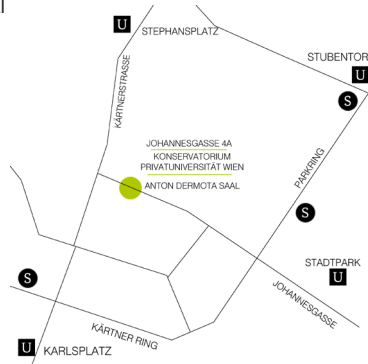 U
STEPHANSPLATZ
STUBENTOR
U
S
KÄRTNERSTRASSE
JOHANNESGASSE 4A
KONSERVATORIUM
PRIVATUNIVERSITÄT WIEN
ANTON DERMOTA SAAL
PARKRING
S
STADTPARK
U
S
JOHANNESGASSE
KÄRTNER RING
U KARLSPLATZ